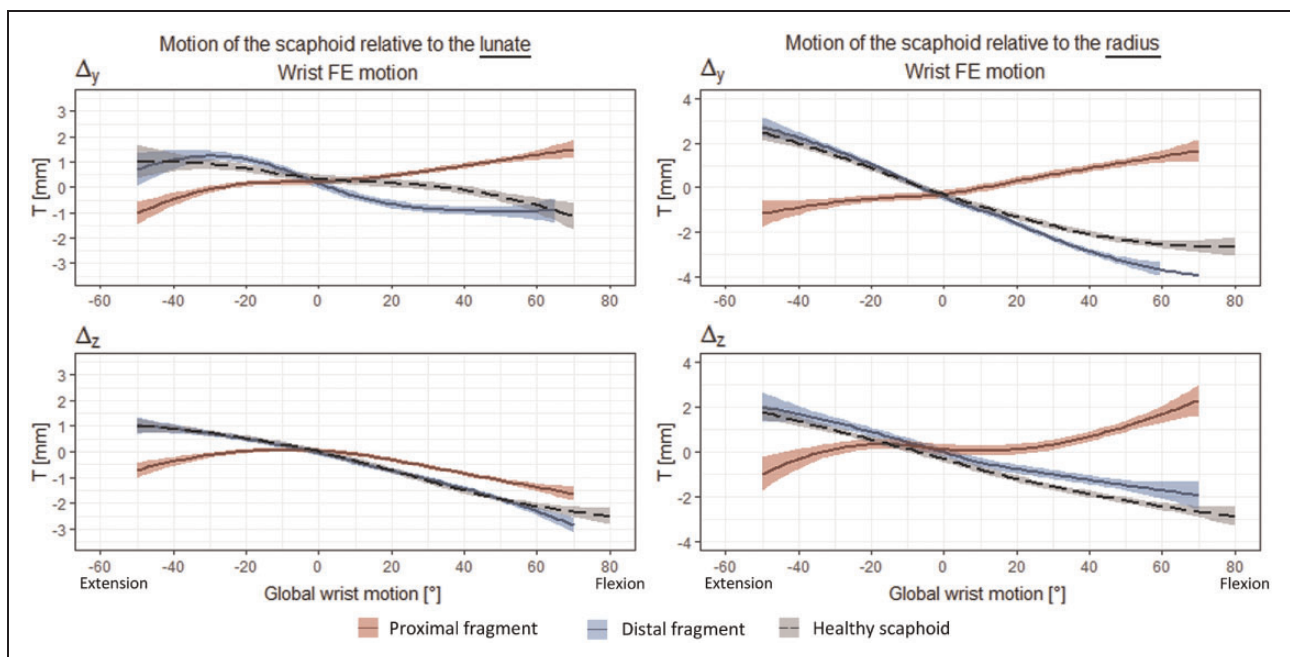 Motion of the scaphoid relative to the lunate
Wrist FE motion
Δy
T [mm]
3
2
1
0
-1
-2
-3
-60 -40 -20 0 20 40 60 80
Motion of the scaphoid relative to the radius
Wrist FE motion
Δy
T [mm]
4
2
0
-2
-4
-60 -40 -20 0 20 40 60 80
Δz
T [mm]
3
2
1
0
-1
-2
-3
-60 -40 -20 0 20 40 60 80
Extension Flexion
Global wrist motion [°]
Δz
T [mm]
4
2
0
-2
-4
-60 -40 -20 0 20 40 60 80
Extension Flexion
Global wrist motion [°]
Proximal fragment Distal fragment Healthy scaphoid